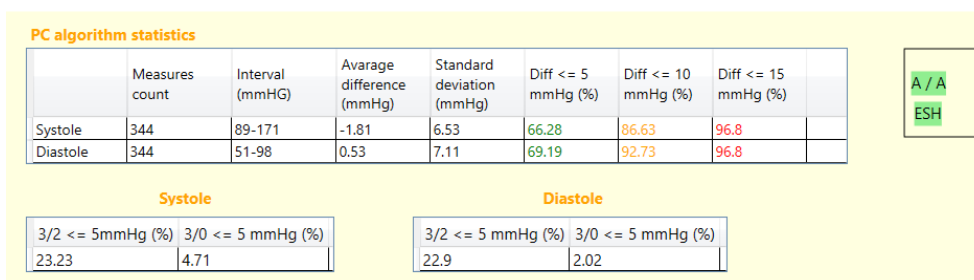 PC algorithm statistics
Measures count Interval (mmHG) Avarage difference (mmHg) Standard deviation (mmHg) Diff <= 5 mmHg (%) Diff <= 10 mmHg (%) Diff <= 15 mmHg (%)
Systole 344 89-171 -1.81 6.53 66.28 86.63 96.8
Diastole 344 51-98 0.53 7.11 69.19 92.73 96.8
A / A
ESH
Systole
3/2 <= 5mmHg (%) 3/0 <= 5 mmHg (%)
23.23 4.71
Diastole
3/2 <= 5 mmHg (%) 3/0 <= 5 mmHg (%)
22.9 2.02